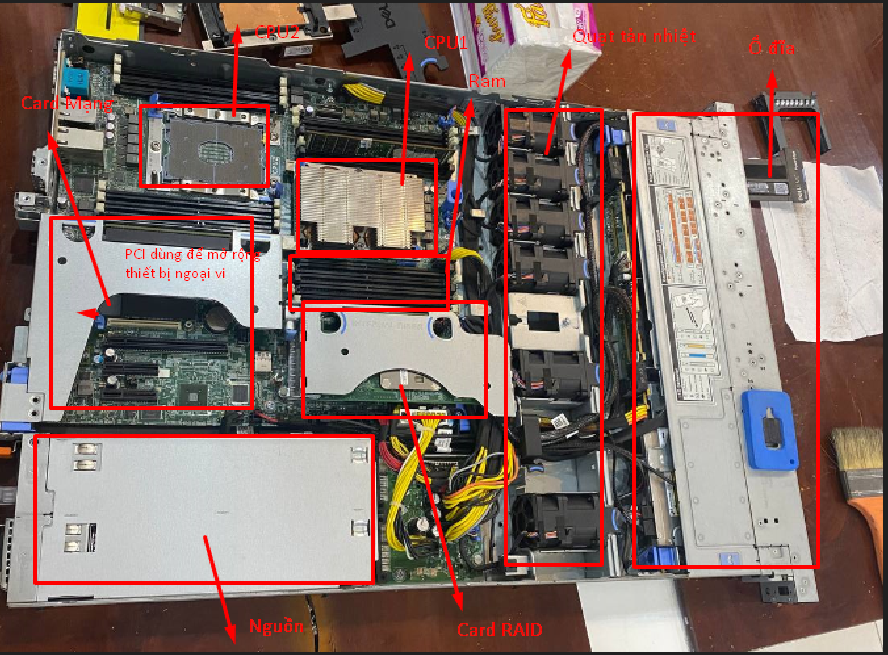 CPU2
CPU1
Quạt tản nhiệt
Ổ đĩa
Ram
Card Mạng
PCI dùng để mở rộng
thiết bị ngoại vi
Nguồn
Card RAID